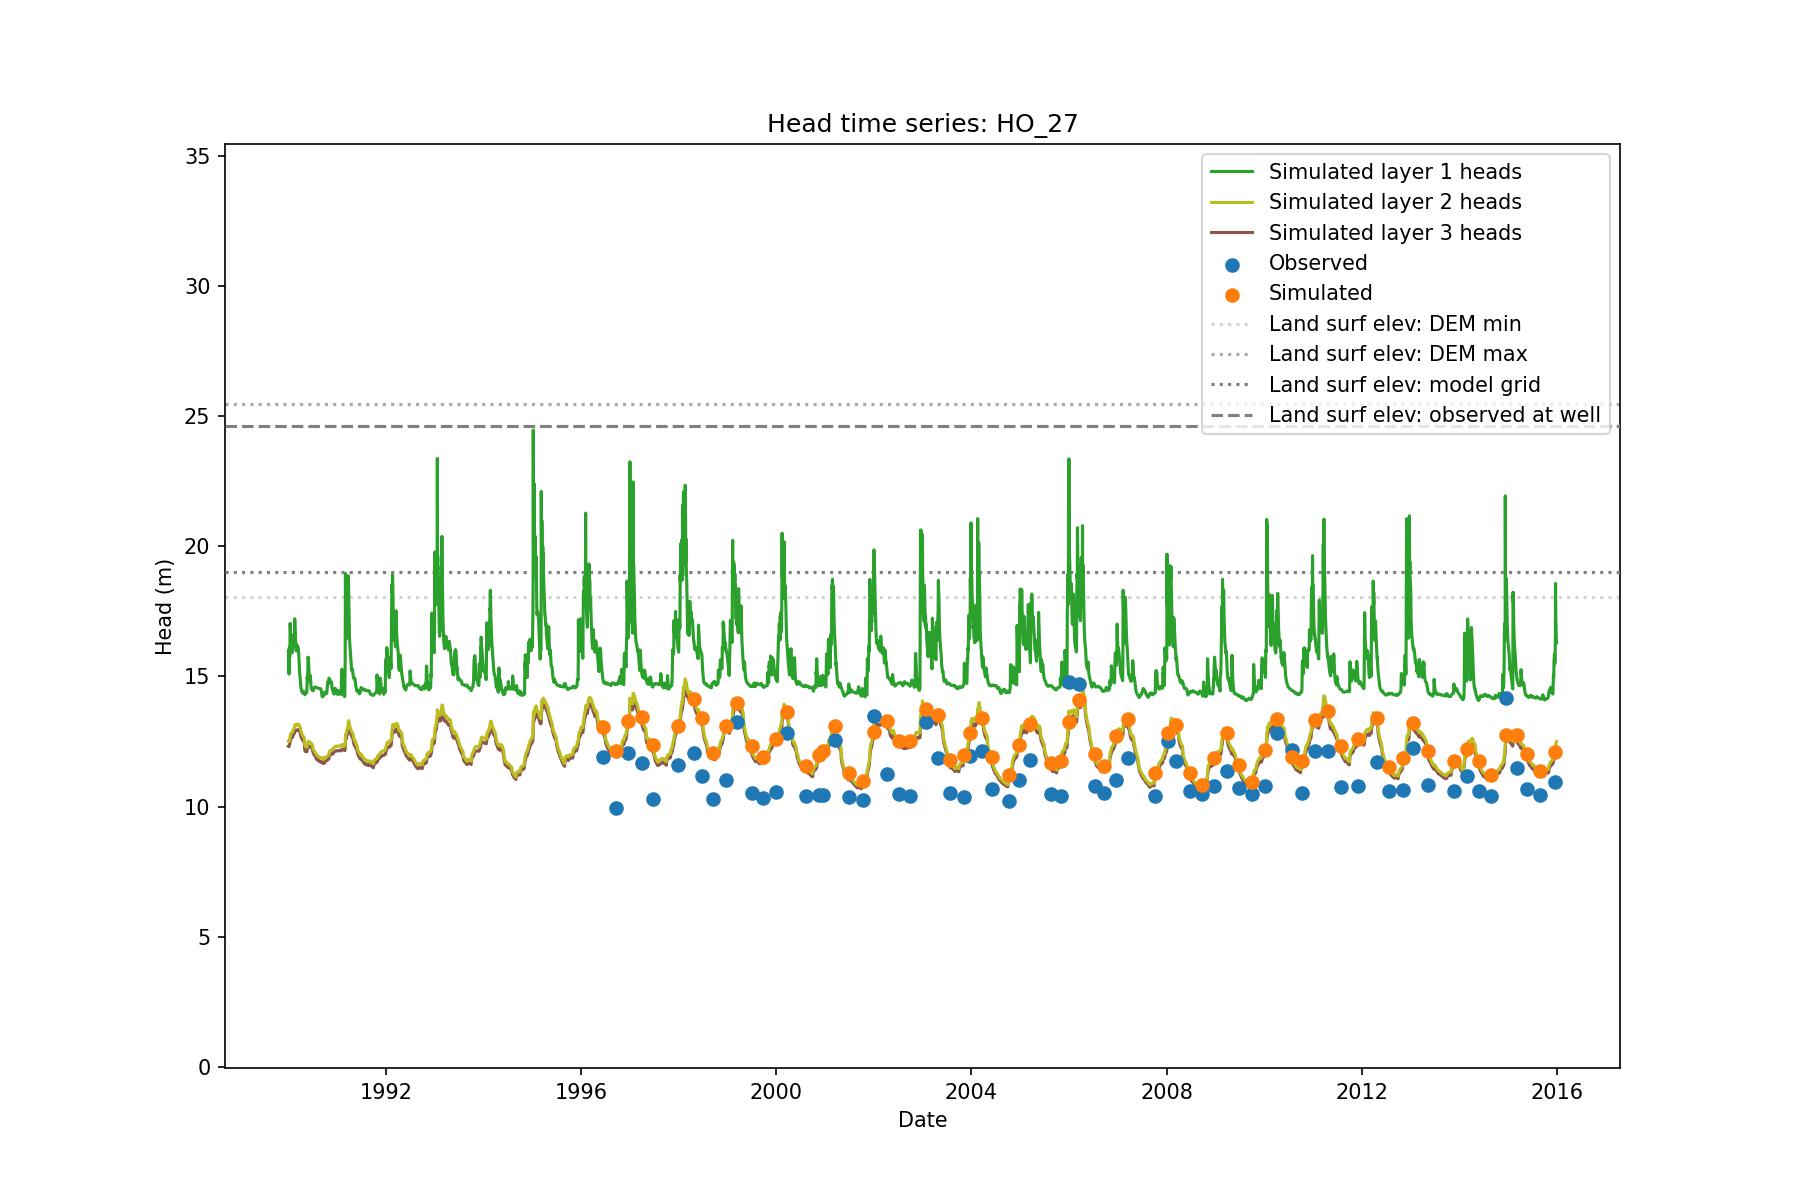 Head time series: HO_27
35
30
25
20
15
10
5
0
Head (m)
Simulated layer 1 heads
Simulated layer 2 heads
Simulated layer 3 heads
Observed
Simulated
Land surf elev: DEM min
Land surf elev: DEM max
Land surf elev: model grid
Land surf elev: observed at well
1992
1996
2000
2004
2008
2012
2016
Date